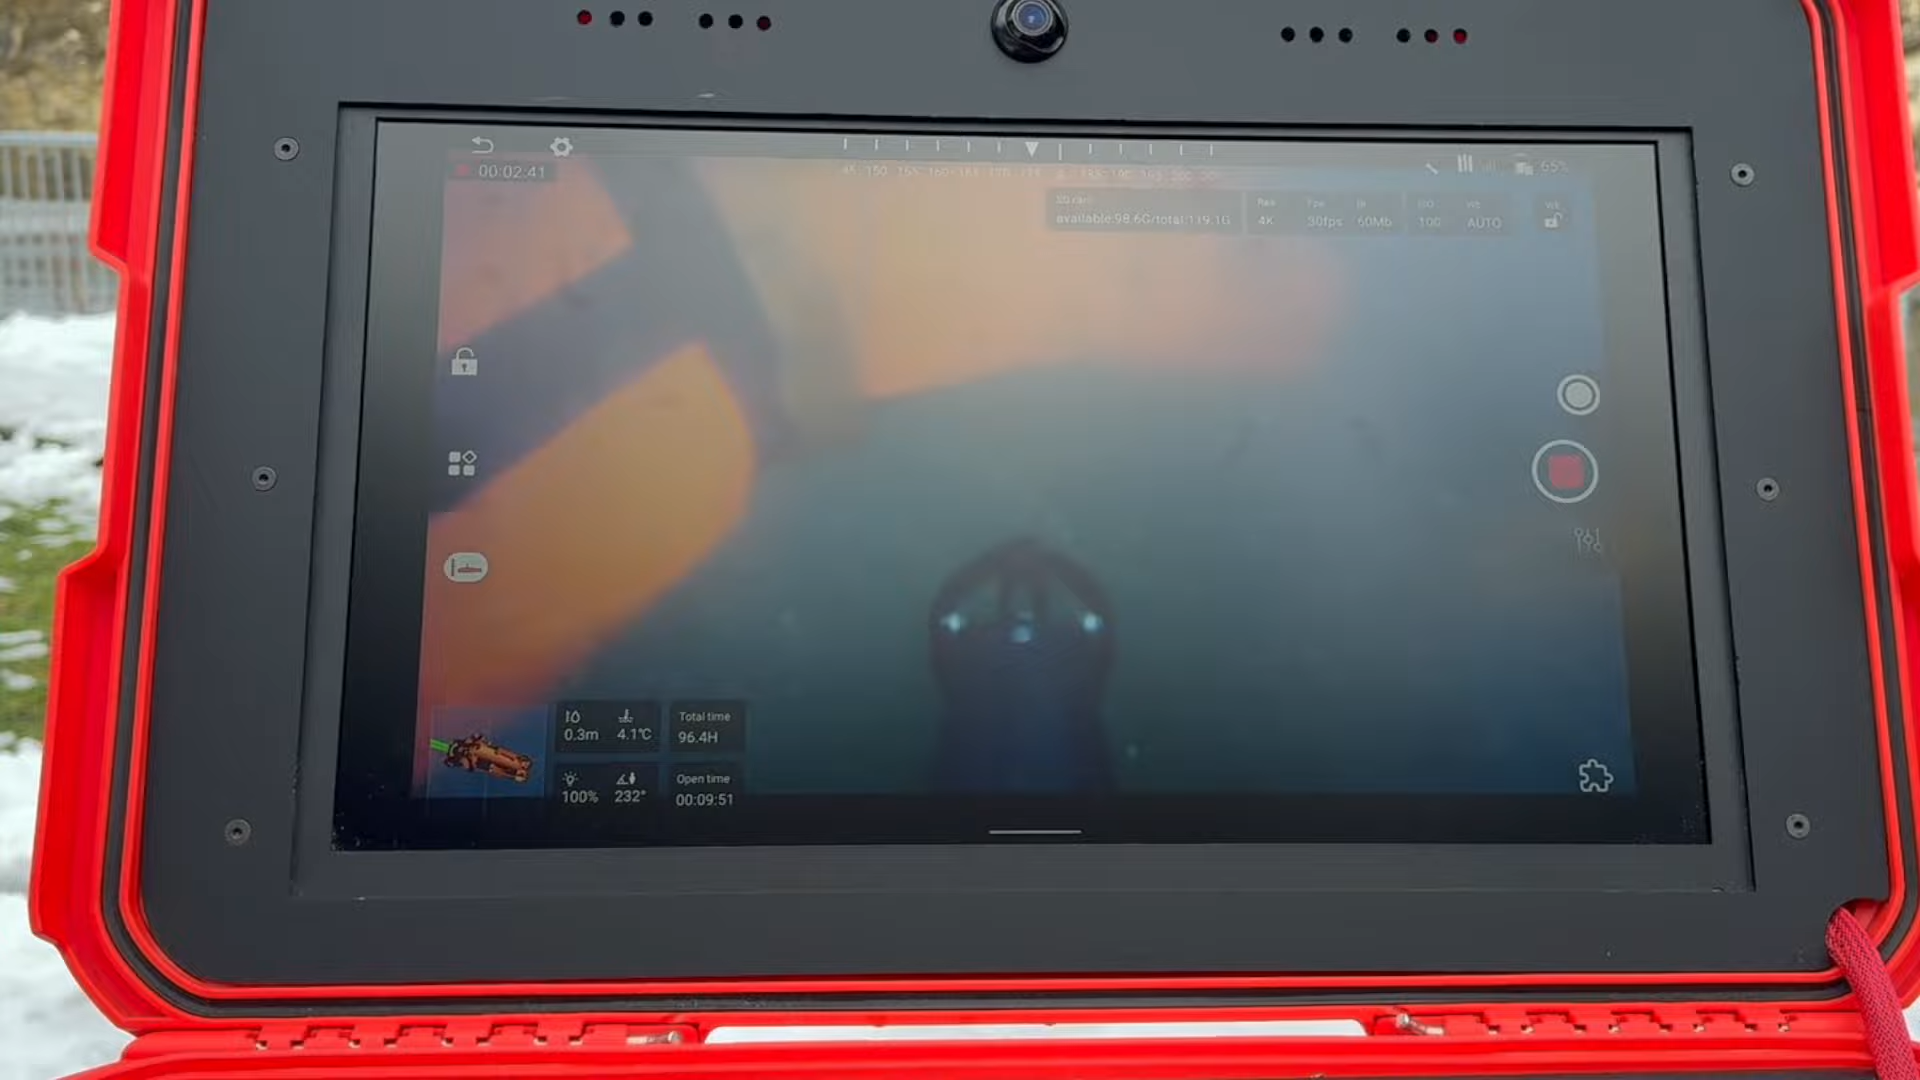 00:02:41
65%
available:98.6G/total:119.1G
4K
30fps
60Mb
100
AUTO
0.3m
4.1°C
Total time
96.4H
100%
232°
Open time
00:09:51